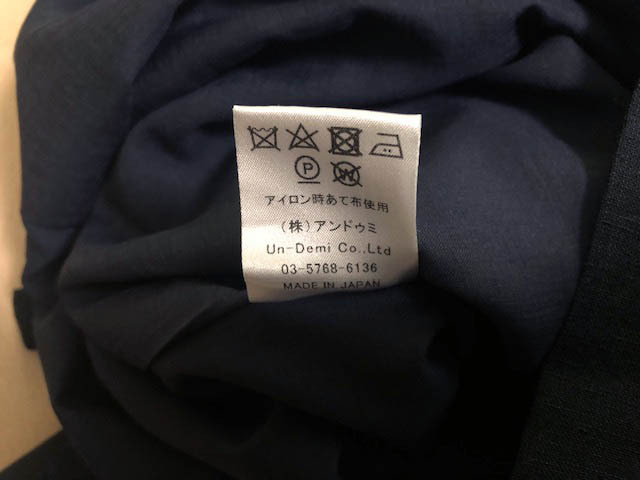 P W
アイロン時あて布使用
(株)アンドゥミ
Un-Demi Co.,Ltd
03-5768-6136
MADE IN JAPAN